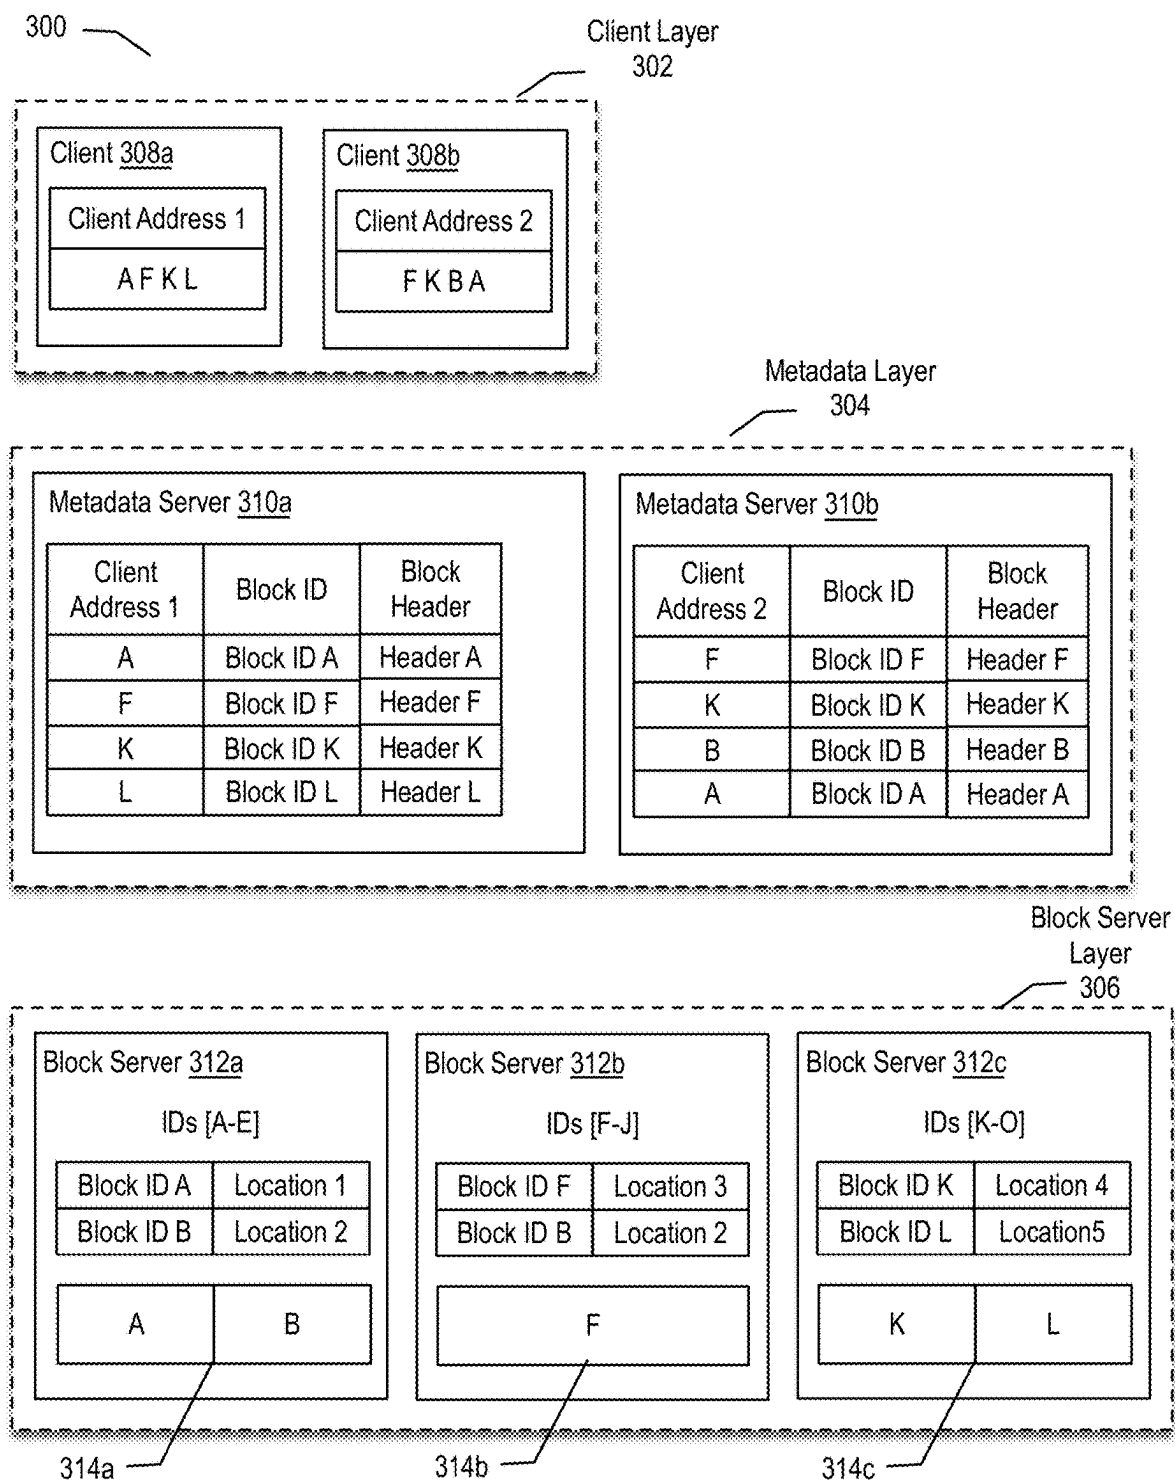 300
Client Layer
302
Client 308a
Client Address 1
A F K L
Client 308b
Client Address 2
F K B A
Metadata Layer
304
Metadata Server 310a
Client Address 1 Block ID Block Header
A Block ID A Header A
F Block ID F Header F
K Block ID K Header K
L Block ID L Header L
Metadata Server 310b
Client Address 2 Block ID Block Header
F Block ID F Header F
K Block ID K Header K
B Block ID B Header B
A Block ID A Header A
Block Server
Layer
306
Block Server 312a
IDs [A-E]
Block ID A Location 1
Block ID B Location 2
A B
314a
Block Server 312b
IDs [F-J]
Block ID F Location 3
Block ID B Location 2
F
314b
Block Server 312c
IDs [K-O]
Block ID K Location 4
Block ID L Location5
K L
314c